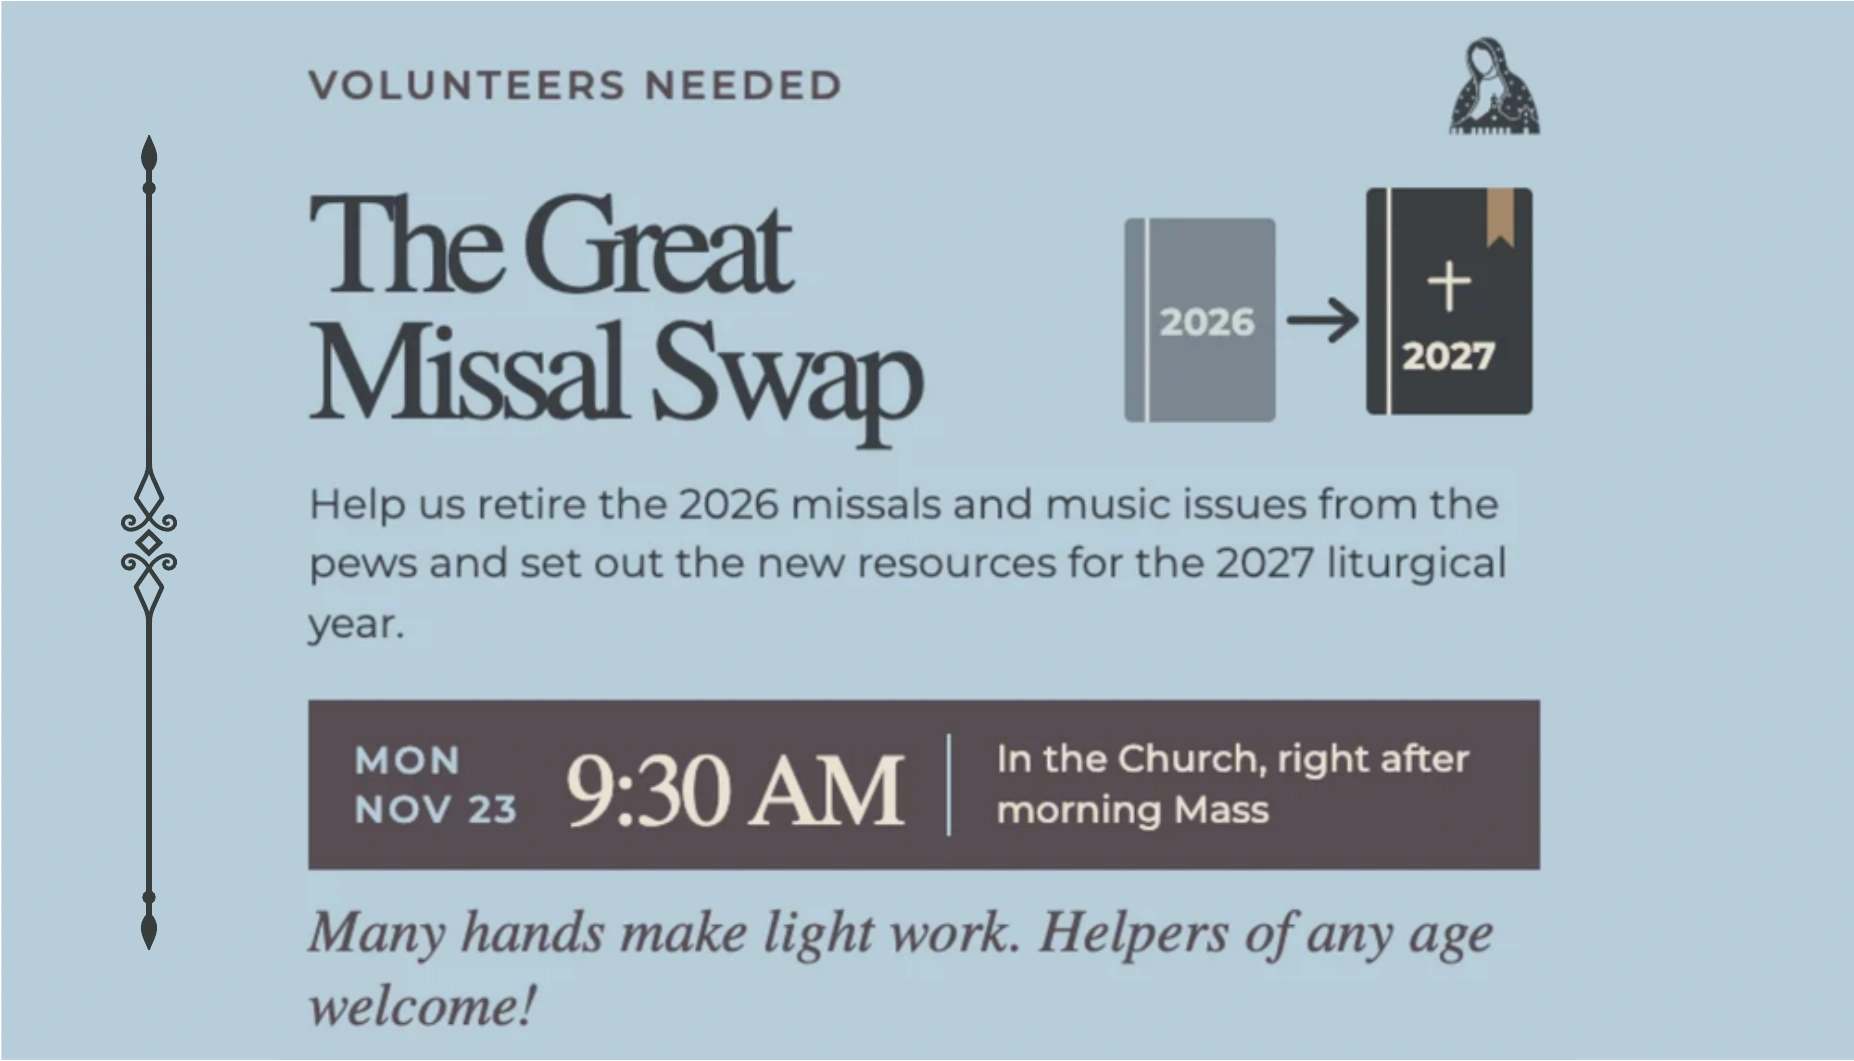 VOLUNTEERS NEEDED
The Great
Missal Swap
2026
2027
Help us retire the 2026 missals and music issues from the
pews and set out the new resources for the 2027 liturgical
year.
MON
NOV 23
9:30 AM
In the Church, right after
morning Mass
Many hands make light work. Helpers of any age
welcome!